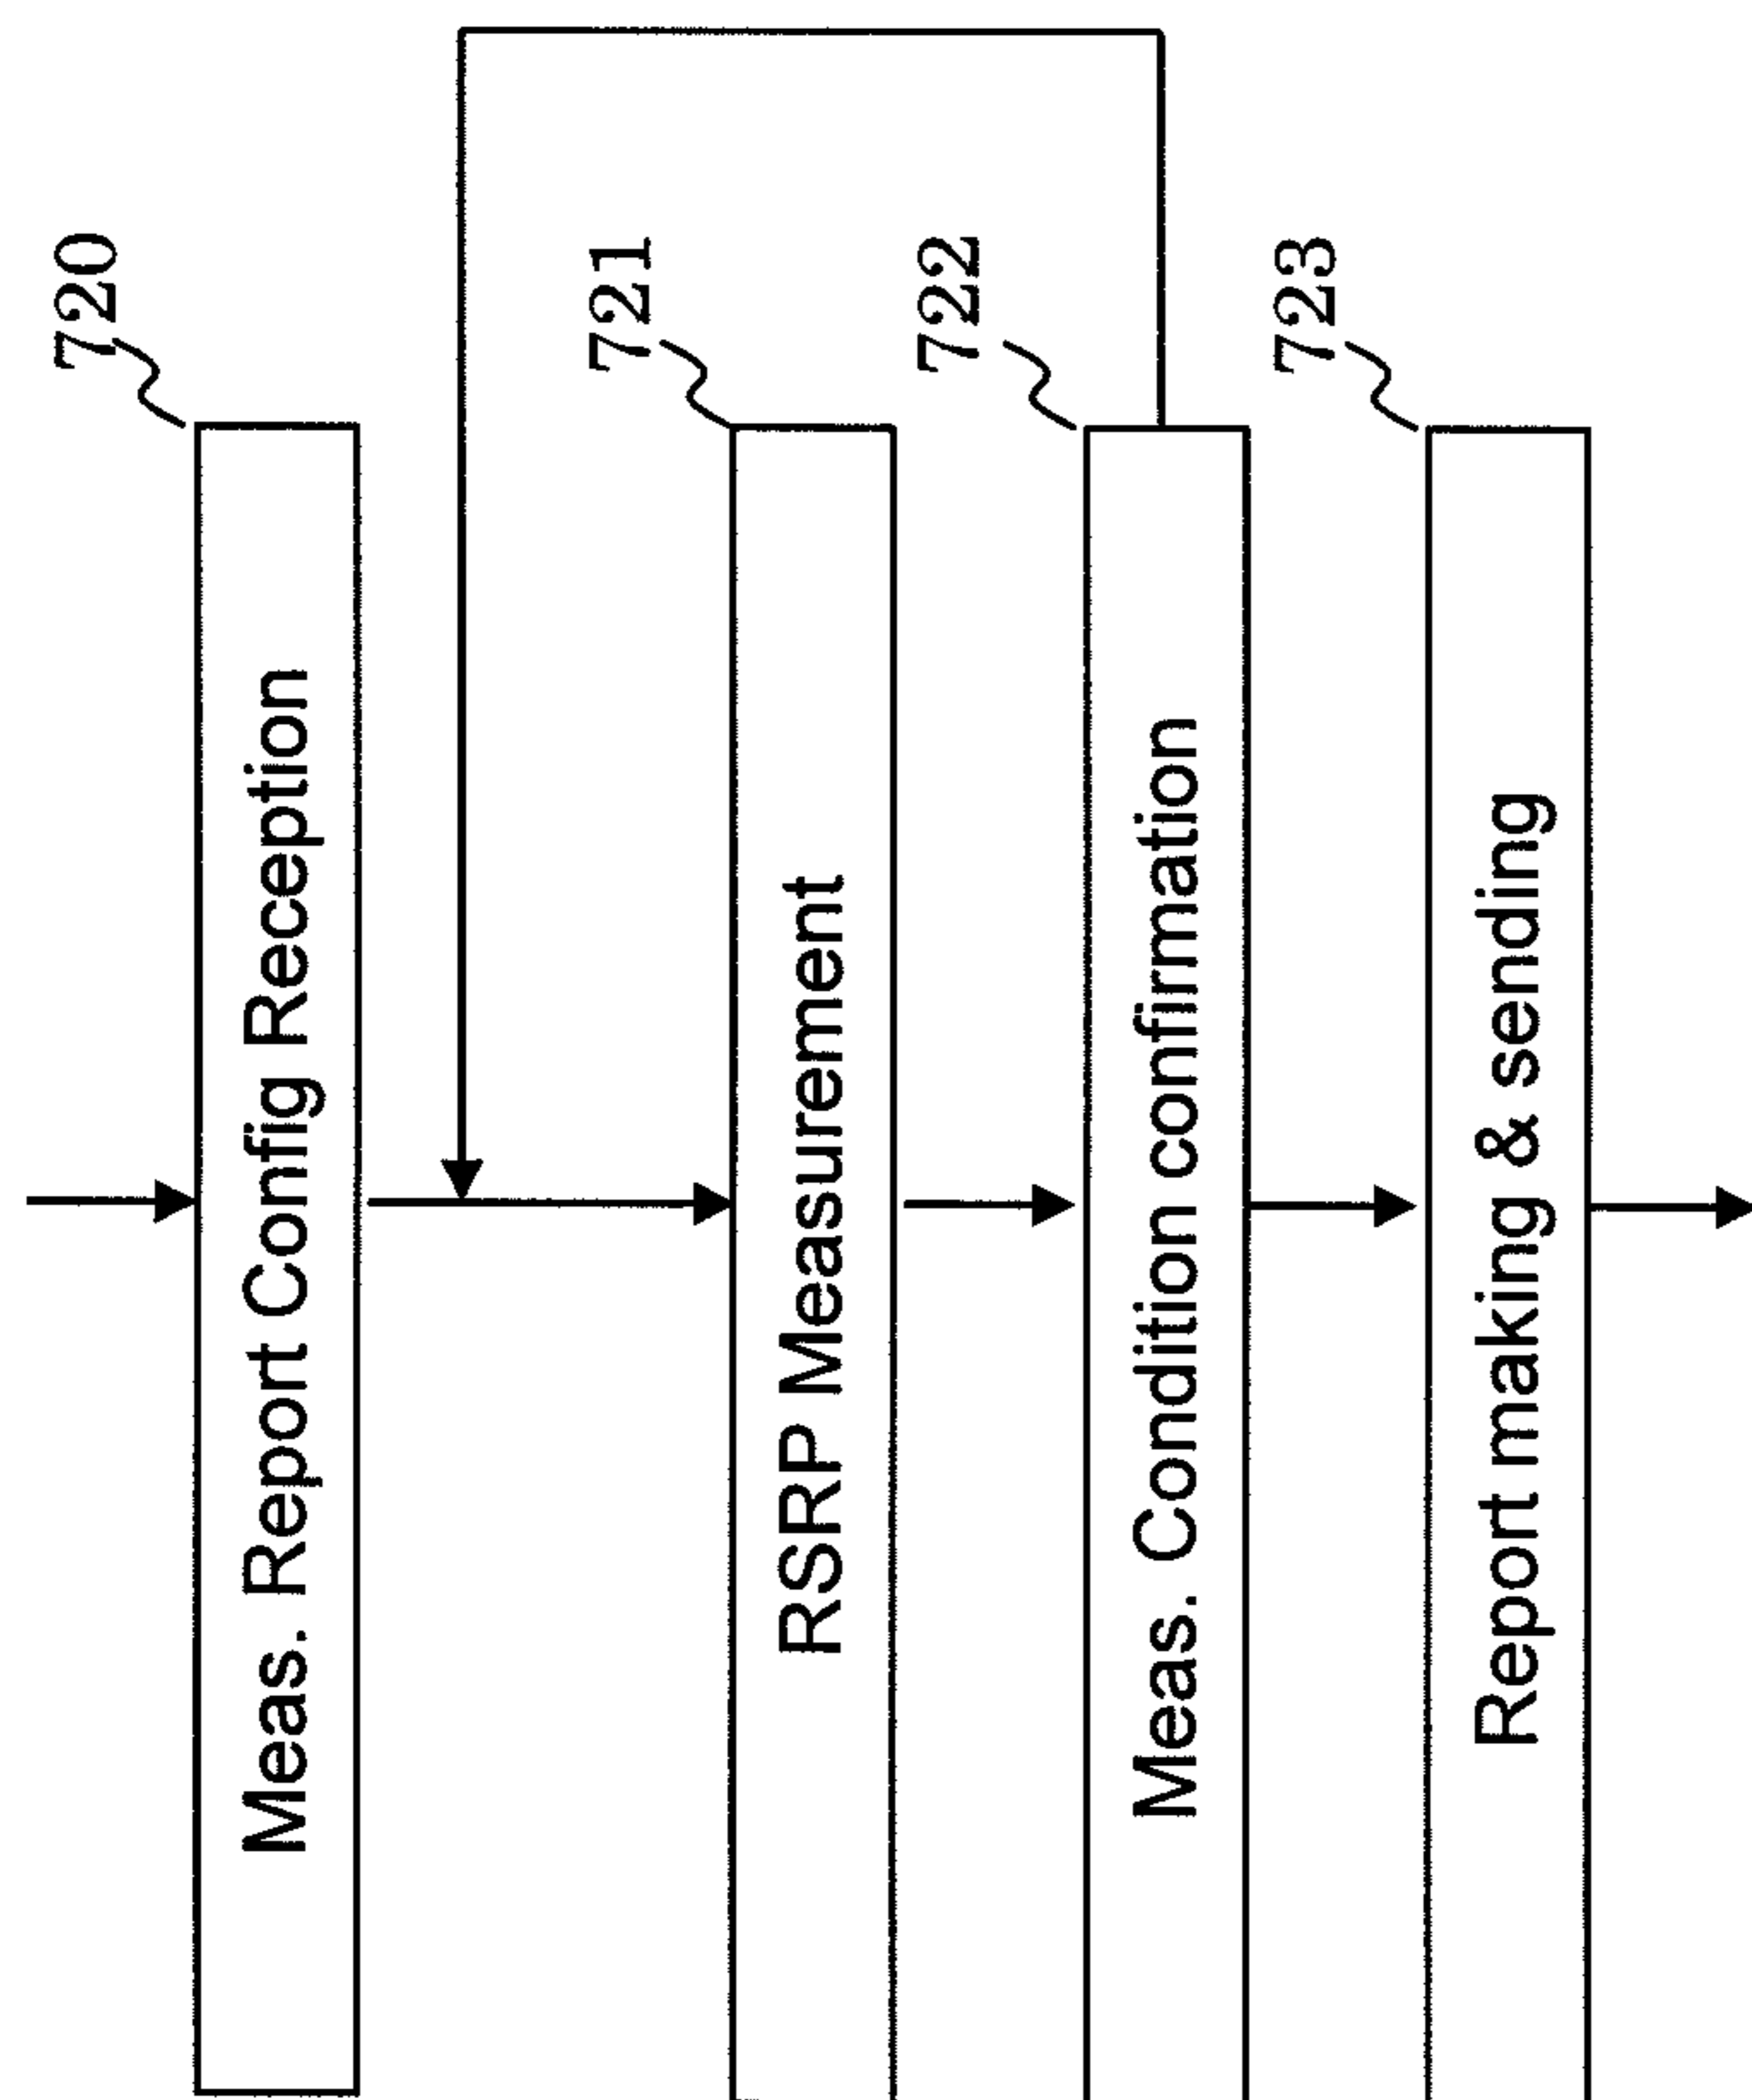 720
Meas. Report Config Reception
721
RSRP Measurement
722
Meas. Condition confirmation
723
Report making & sending